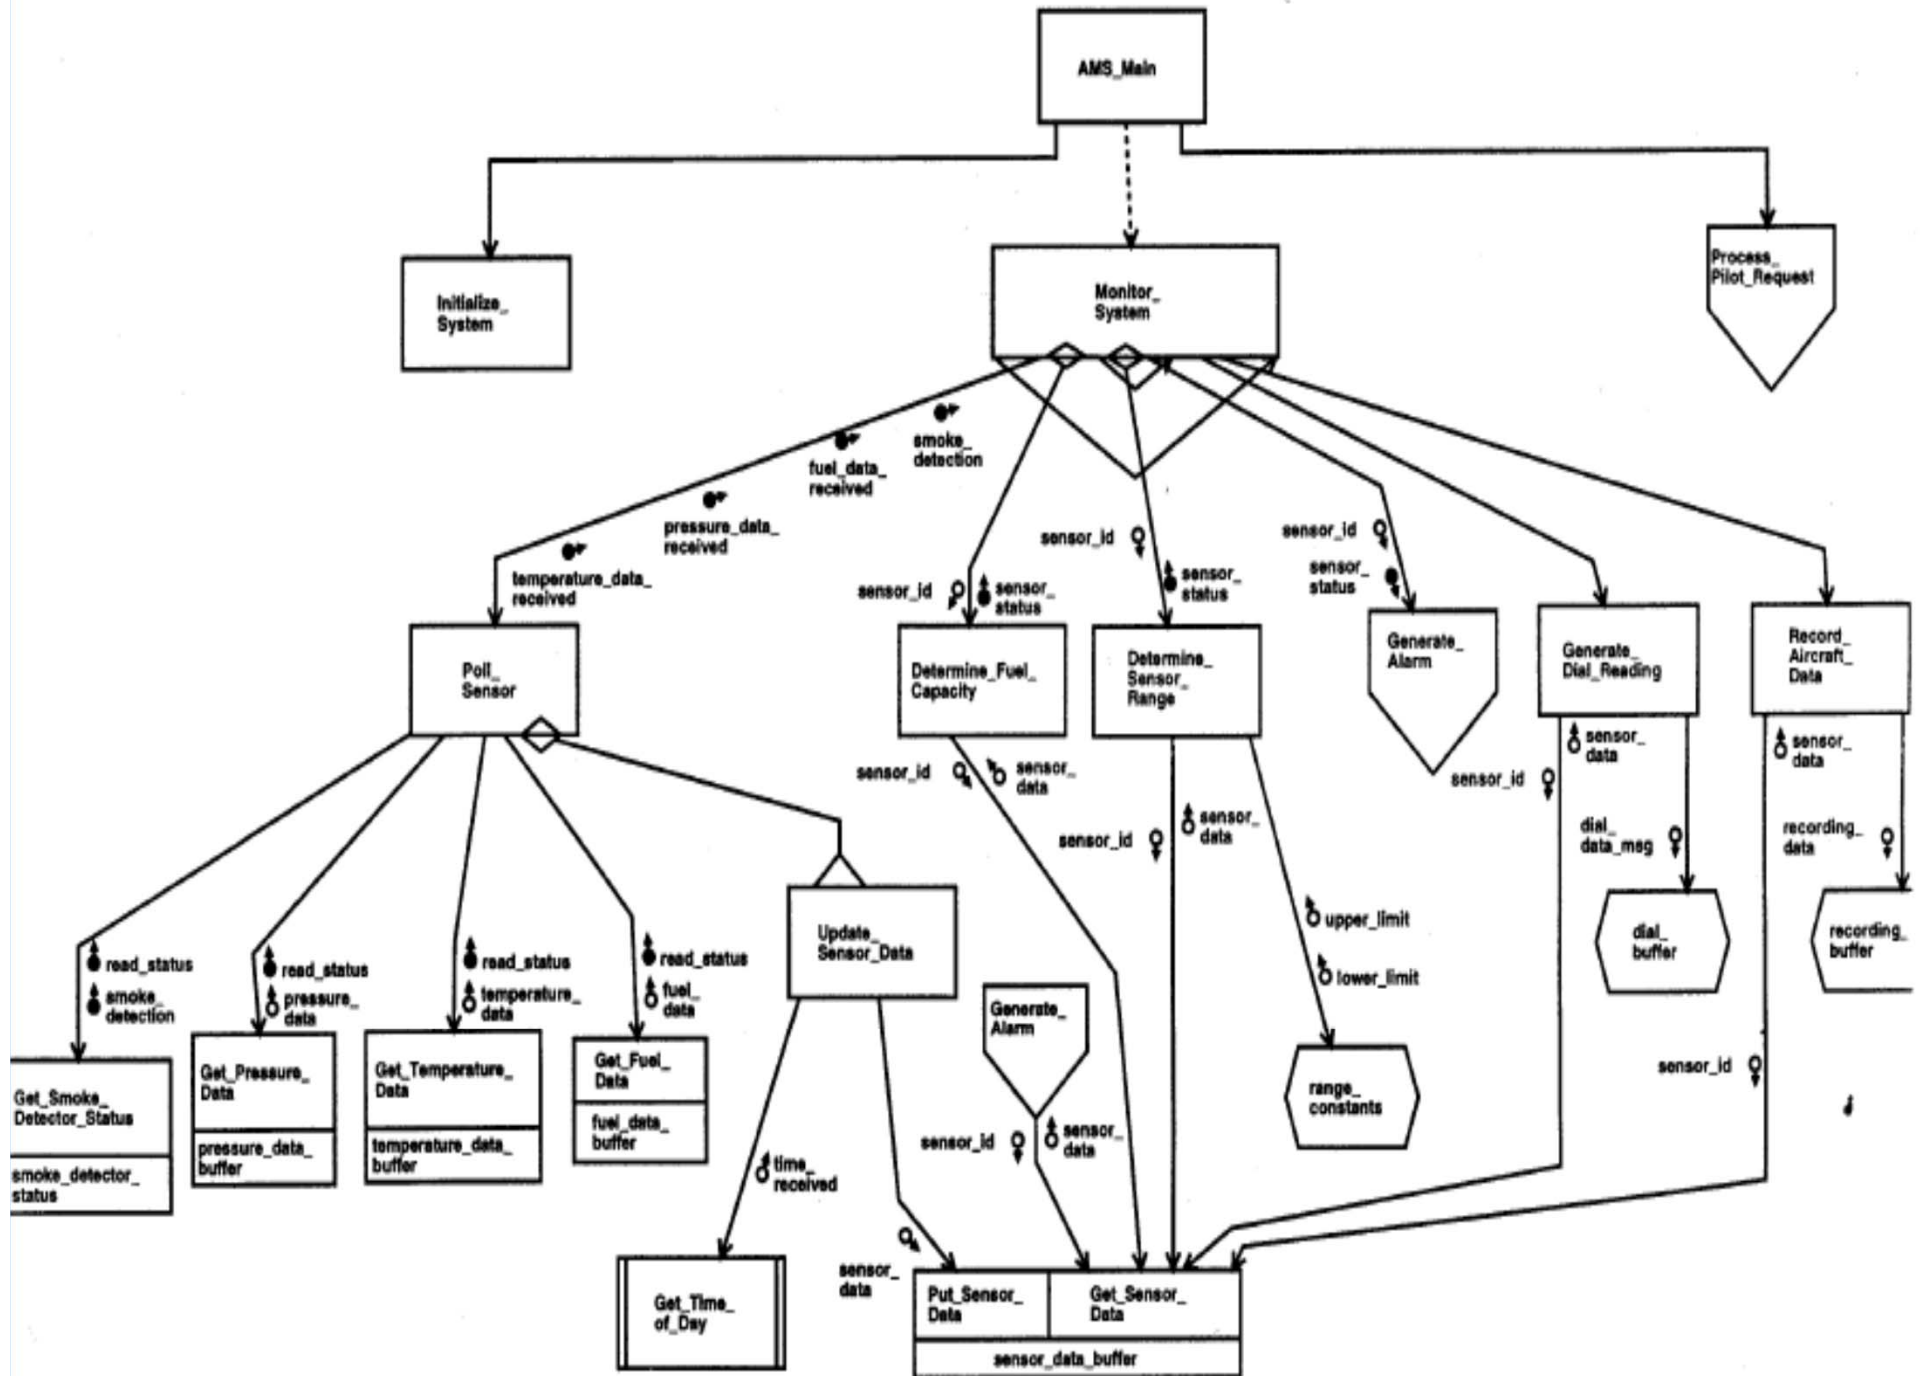 AMS_Main
Process_
Pilot_Request
Initialize_
System
Monitor_
System
smoke_
detection
fuel_data_
received
pressure_data_
received
temperature_data_
received
sensor_id
sensor_
status
sensor_id
sensor_
status
sensor_id
sensor_
status
Poll_
Sensor
Determine_Fuel_
Capacity
Determine_
Sensor_
Range
Generate_
Alarm
Generate_
Dial_Reading
Record_
Aircraft_
Data
sensor_id
sensor_
data
sensor_id
sensor_
data
sensor_id
sensor_
data
dial_
data_msg
sensor_
data
recording_
data
read_status
smoke_
detection
read_status
pressure_
data
read_status
temperature_
data
read_status
fuel_
data
Update_
Sensor_Data
upper_limit
lower_limit
dial_
buffer
recording_
buffer
Get_Smoke_
Detector_Status
smoke_detector_
status
Get_Pressure_
Data
pressure_data_
buffer
Get_Temperature_
Data
temperature_data_
buffer
Get_Fuel_
Data
fuel_data_
buffer
Generate_
Alarm
range_
constants
sensor_id
sensor_id
sensor_
data
time_
received
sensor_
data
Get_Time_
of_Day
Put_Sensor_
Data
Get_Sensor_
Data
sensor_data_buffer